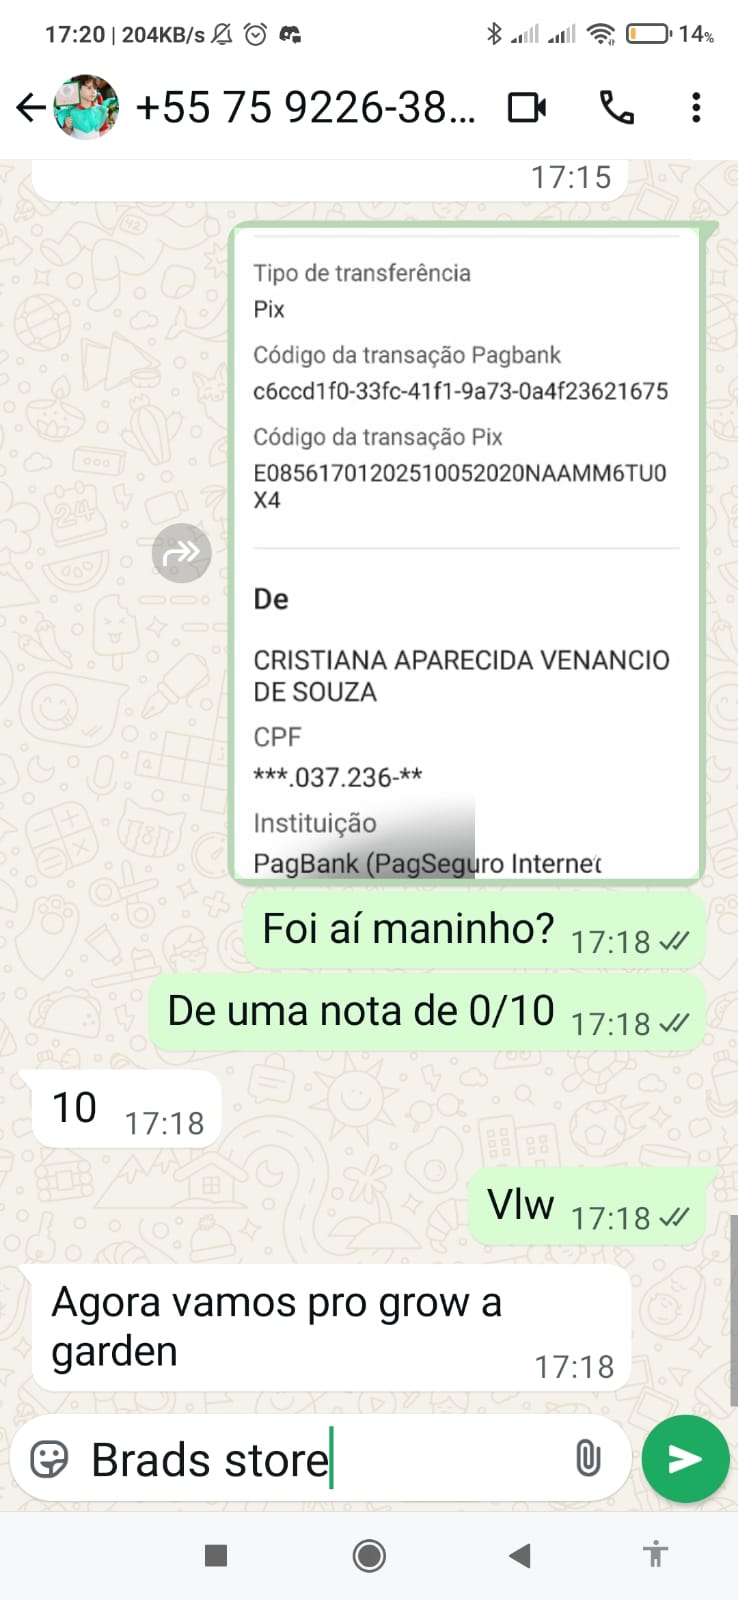 17:20 | 204KB/s
14%
+55 75 9226-38...
17:15
Tipo de transferência
Pix
Código da transação Pagbank
c6ccd1f0-33fc-41f1-9a73-0a4f23621675
Código da transação Pix
E08561701202510052020NAAMM6TU0
X4
De
CRISTIANA APARECIDA VENANCIO
DE SOUZA
CPF
***.037.236-**
Instituição
PagBank (PagSeguro Internet
Foi aí maninho? 17:18
De uma nota de 0/10 17:18
10 17:18
Vlw 17:18
Agora vamos pro grow a
garden 17:18
Brads store